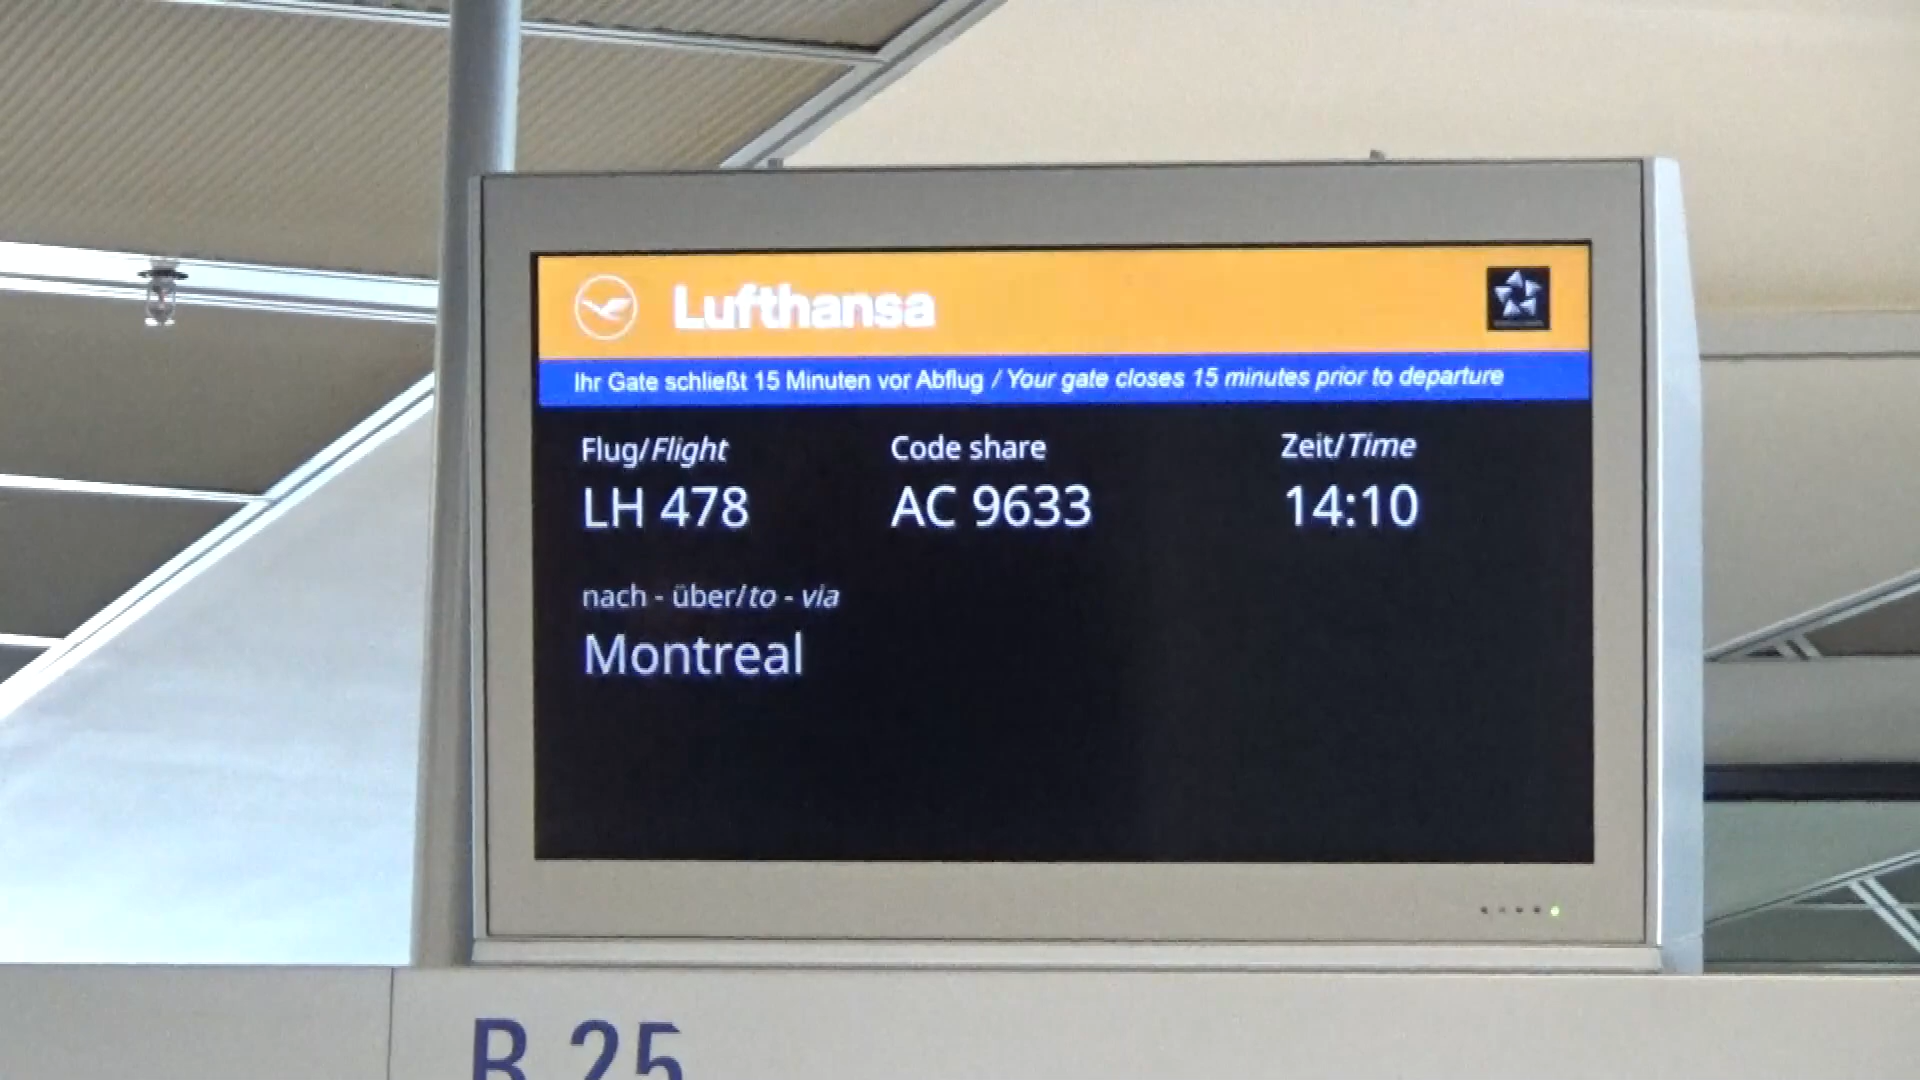 Lufthansa
Ihr Gate schließt 15 Minuten vor Abflug / Your gate closes 15 minutes prior to departure
Flug/Flight Code share Zeit/Time
LH 478 AC 9633 14:10
nach - über/to - via
Montreal
B 25